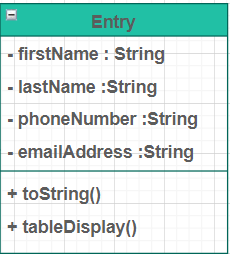 Entry
- firstName : String
- lastName :String
- phoneNumber :String
- emailAddress :String
+ toString()
+ tableDisplay()